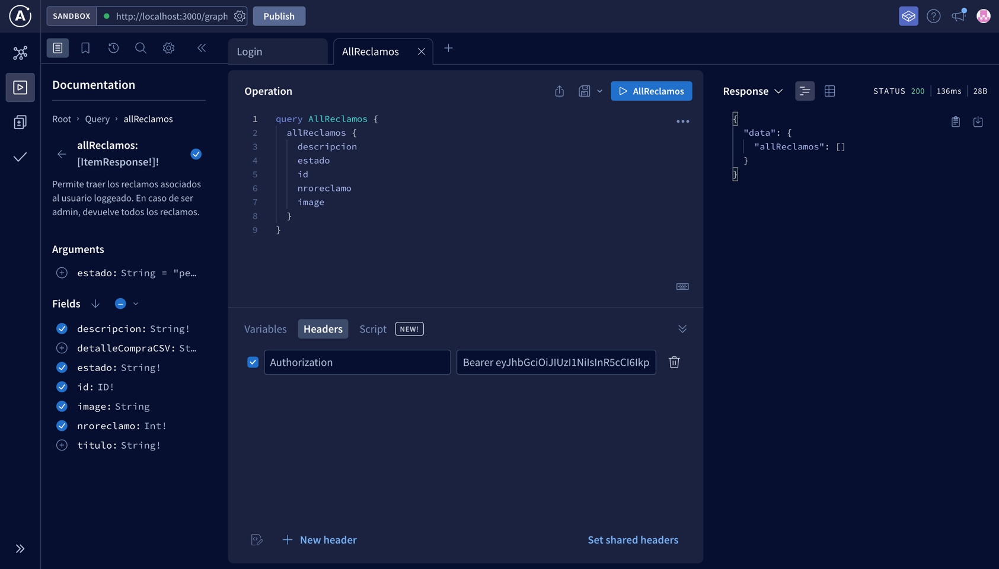 SANDBOX
http://localhost:3000/graph
Publish
Login
AllReclamos
Documentation
Root › Query › allReclamos
allReclamos:
[ItemResponse!]!
Permite traer los reclamos asociados
al usuario loggeado. En caso de ser
admin, devuelve todos los reclamos.
Arguments
estado: String = "pe…
Fields
descripcion: String!
detalleCompraCSV: St…
estado: String!
id: ID!
image: String
nroreclamo: Int!
titulo: String!
Operation
AllReclamos
1 query AllReclamos {
2 allReclamos {
3 descripcion
4 estado
5 id
6 nroreclamo
7 image
8 }
9 }
Variables
Headers
Script
NEW!
Authorization
Bearer eyJhbGciOiJIUzI1NiIsInR5cCI6Ikp
New header
Set shared headers
Response
STATUS 200
136ms
28B
{
"data": {
"allReclamos": []
}
}